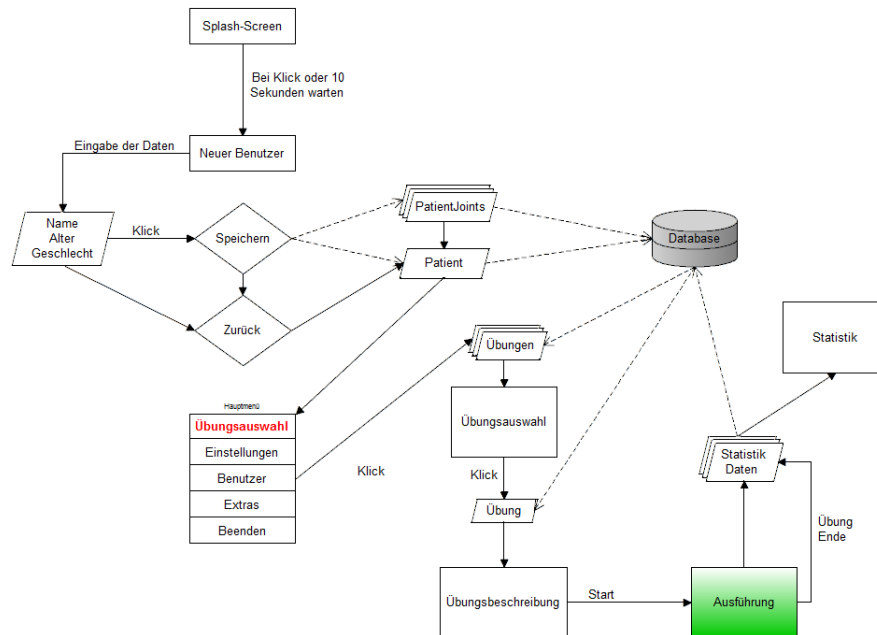 Splash-Screen
Bei Klick oder 10
Sekunden warten
Eingabe der Daten
Neuer Benutzer
Name
Alter
Geschlecht
Klick
Speichern
PatientJoints
Patient
Database
Zurück
Übungen
Statistik
Hauptmenü
Übungsauswahl
Einstellungen
Benutzer
Extras
Beenden
Klick
Übungsauswahl
Klick
Übung
Statistik
Daten
Übung
Ende
Übungsbeschreibung
Start
Ausführung